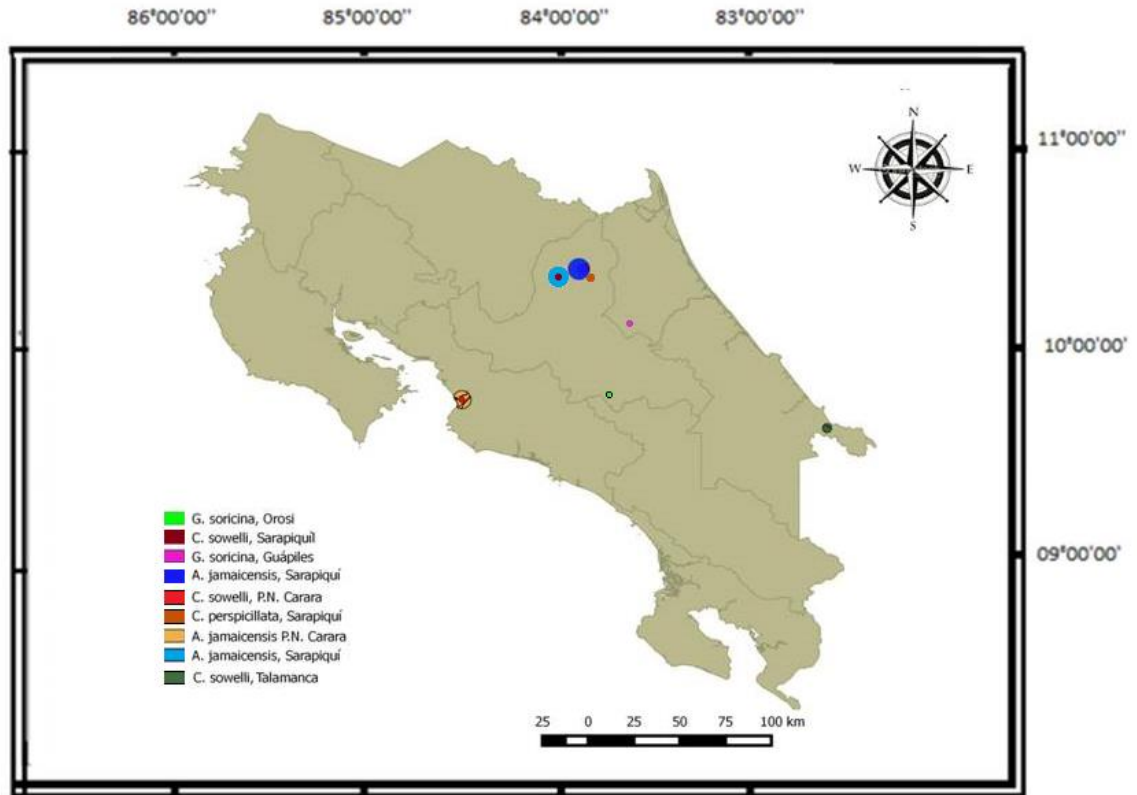 86°00'00'' 85°00'00'' 84°00'00'' 83°00'00''
N
W E
S
11°00'00''
10°00'00'
09°00'00'
G. soricina, Orosi
C. sowelli, Sarapiquíl
G. soricina, Guápiles
A. jamaicensis, Sarapiquí
C. sowelli, P.N. Carara
C. perspicillata, Sarapiquí
A. jamaicensis P.N. Carara
A. jamaicensis, Sarapiquí
C. sowelli, Talamanca
25 0 25 50 75 100 km